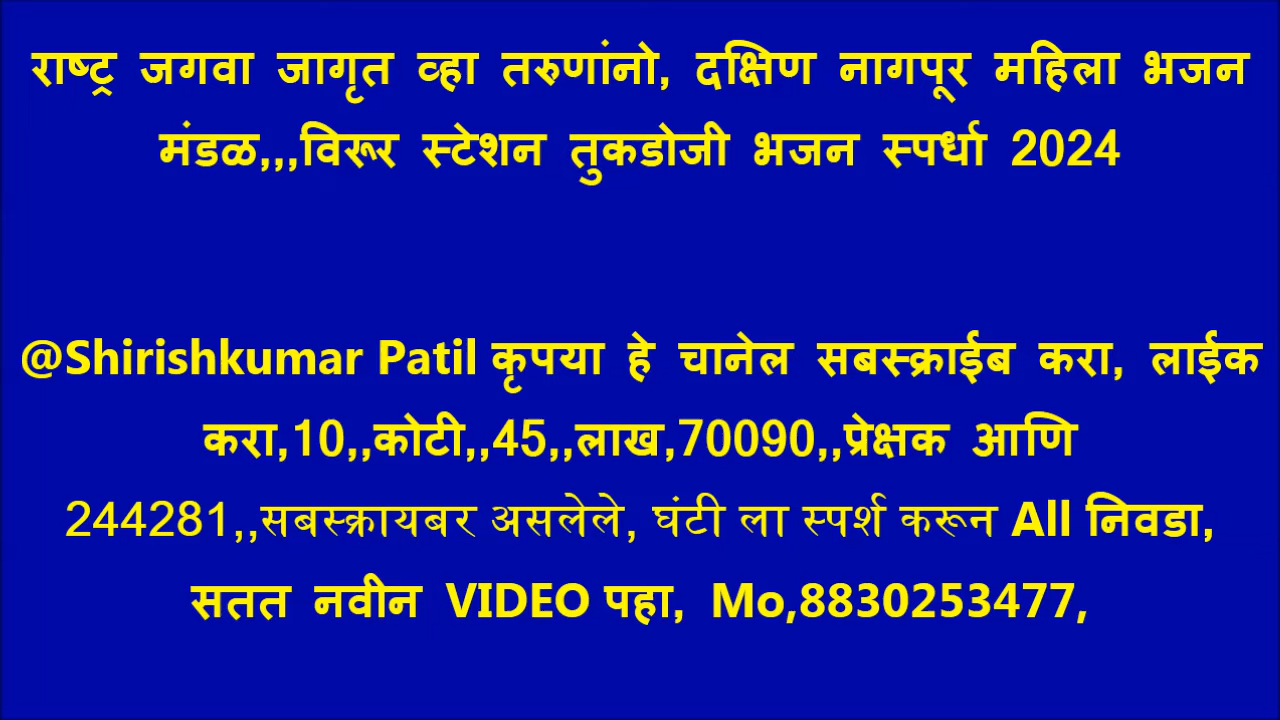 राष्ट्र जगवा जागृत व्हा तरुणांनो, दक्षिण नागपूर महिला भजन
मंडळ,,,विरूर स्टेशन तुकडोजी भजन स्पर्धा 2024
@Shirishkumar Patil कृपया हे चानेल सबस्क्राईब करा, लाईक
करा,10,,कोटी,,45,,लाख,70090,,प्रेक्षक आणि
244281,,सबस्क्रायबर असलेले, घंटी ला स्पर्श करून All निवडा,
सतत नवीन VIDEO पहा, Mo,8830253477,